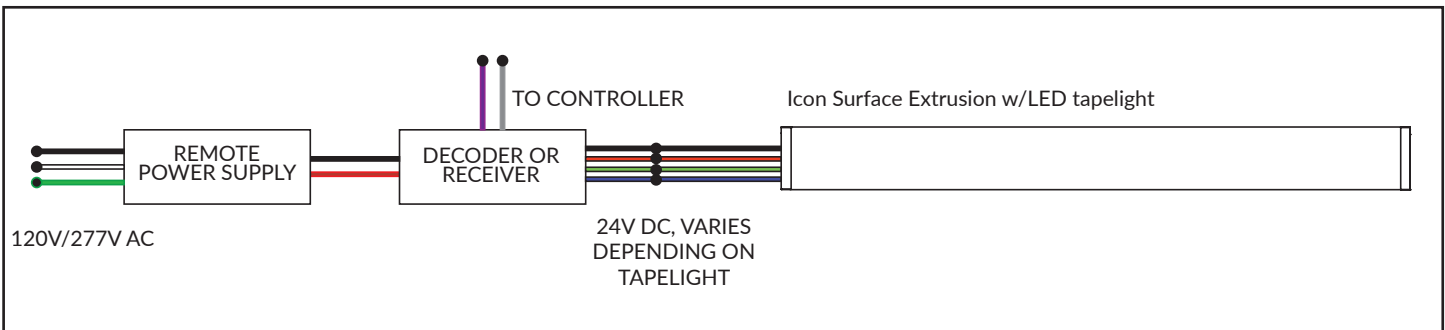 TO CONTROLLER
Icon Surface Extrusion w/LED tapelight
REMOTE
POWER SUPPLY
DECODER OR
RECEIVER
120V/277V AC
24V DC, VARIES
DEPENDING ON
TAPELIGHT